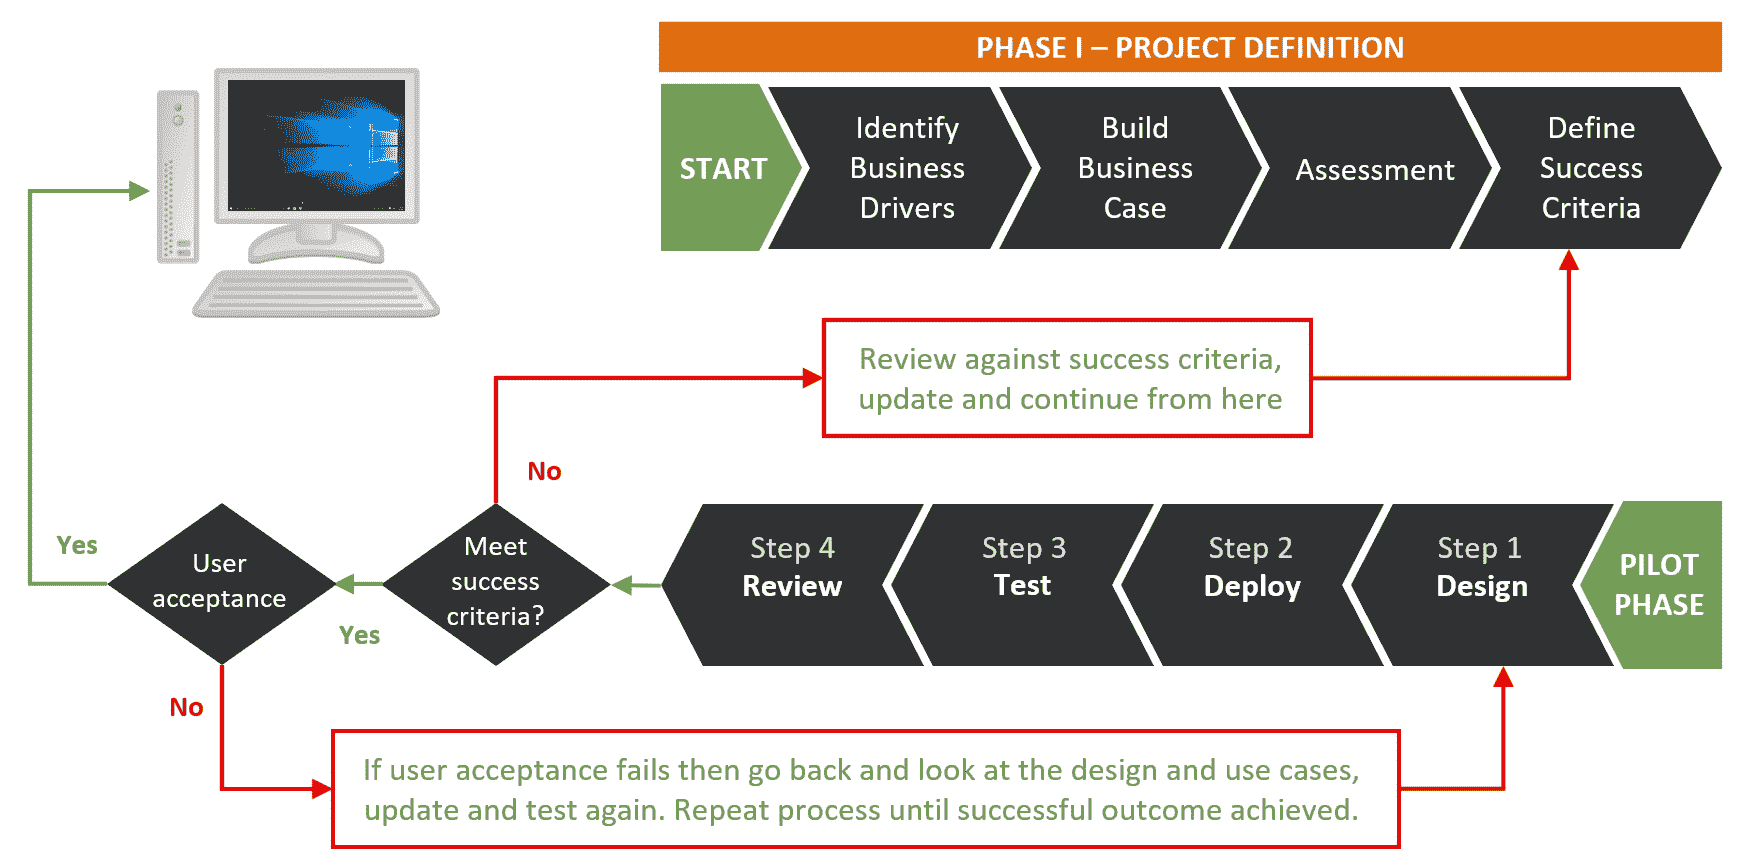 PHASE I – PROJECT DEFINITION
START
Identify
Business
Drivers
Build
Business
Case
Assessment
Define
Success
Criteria
Review against success criteria,
update and continue from here
No
Yes
User
acceptance
Yes
Meet
success
criteria?
Step 4
Review
Step 3
Test
Step 2
Deploy
Step 1
Design
PILOT
PHASE
No
If user acceptance fails then go back and look at the design and use cases,
update and test again. Repeat process until successful outcome achieved.